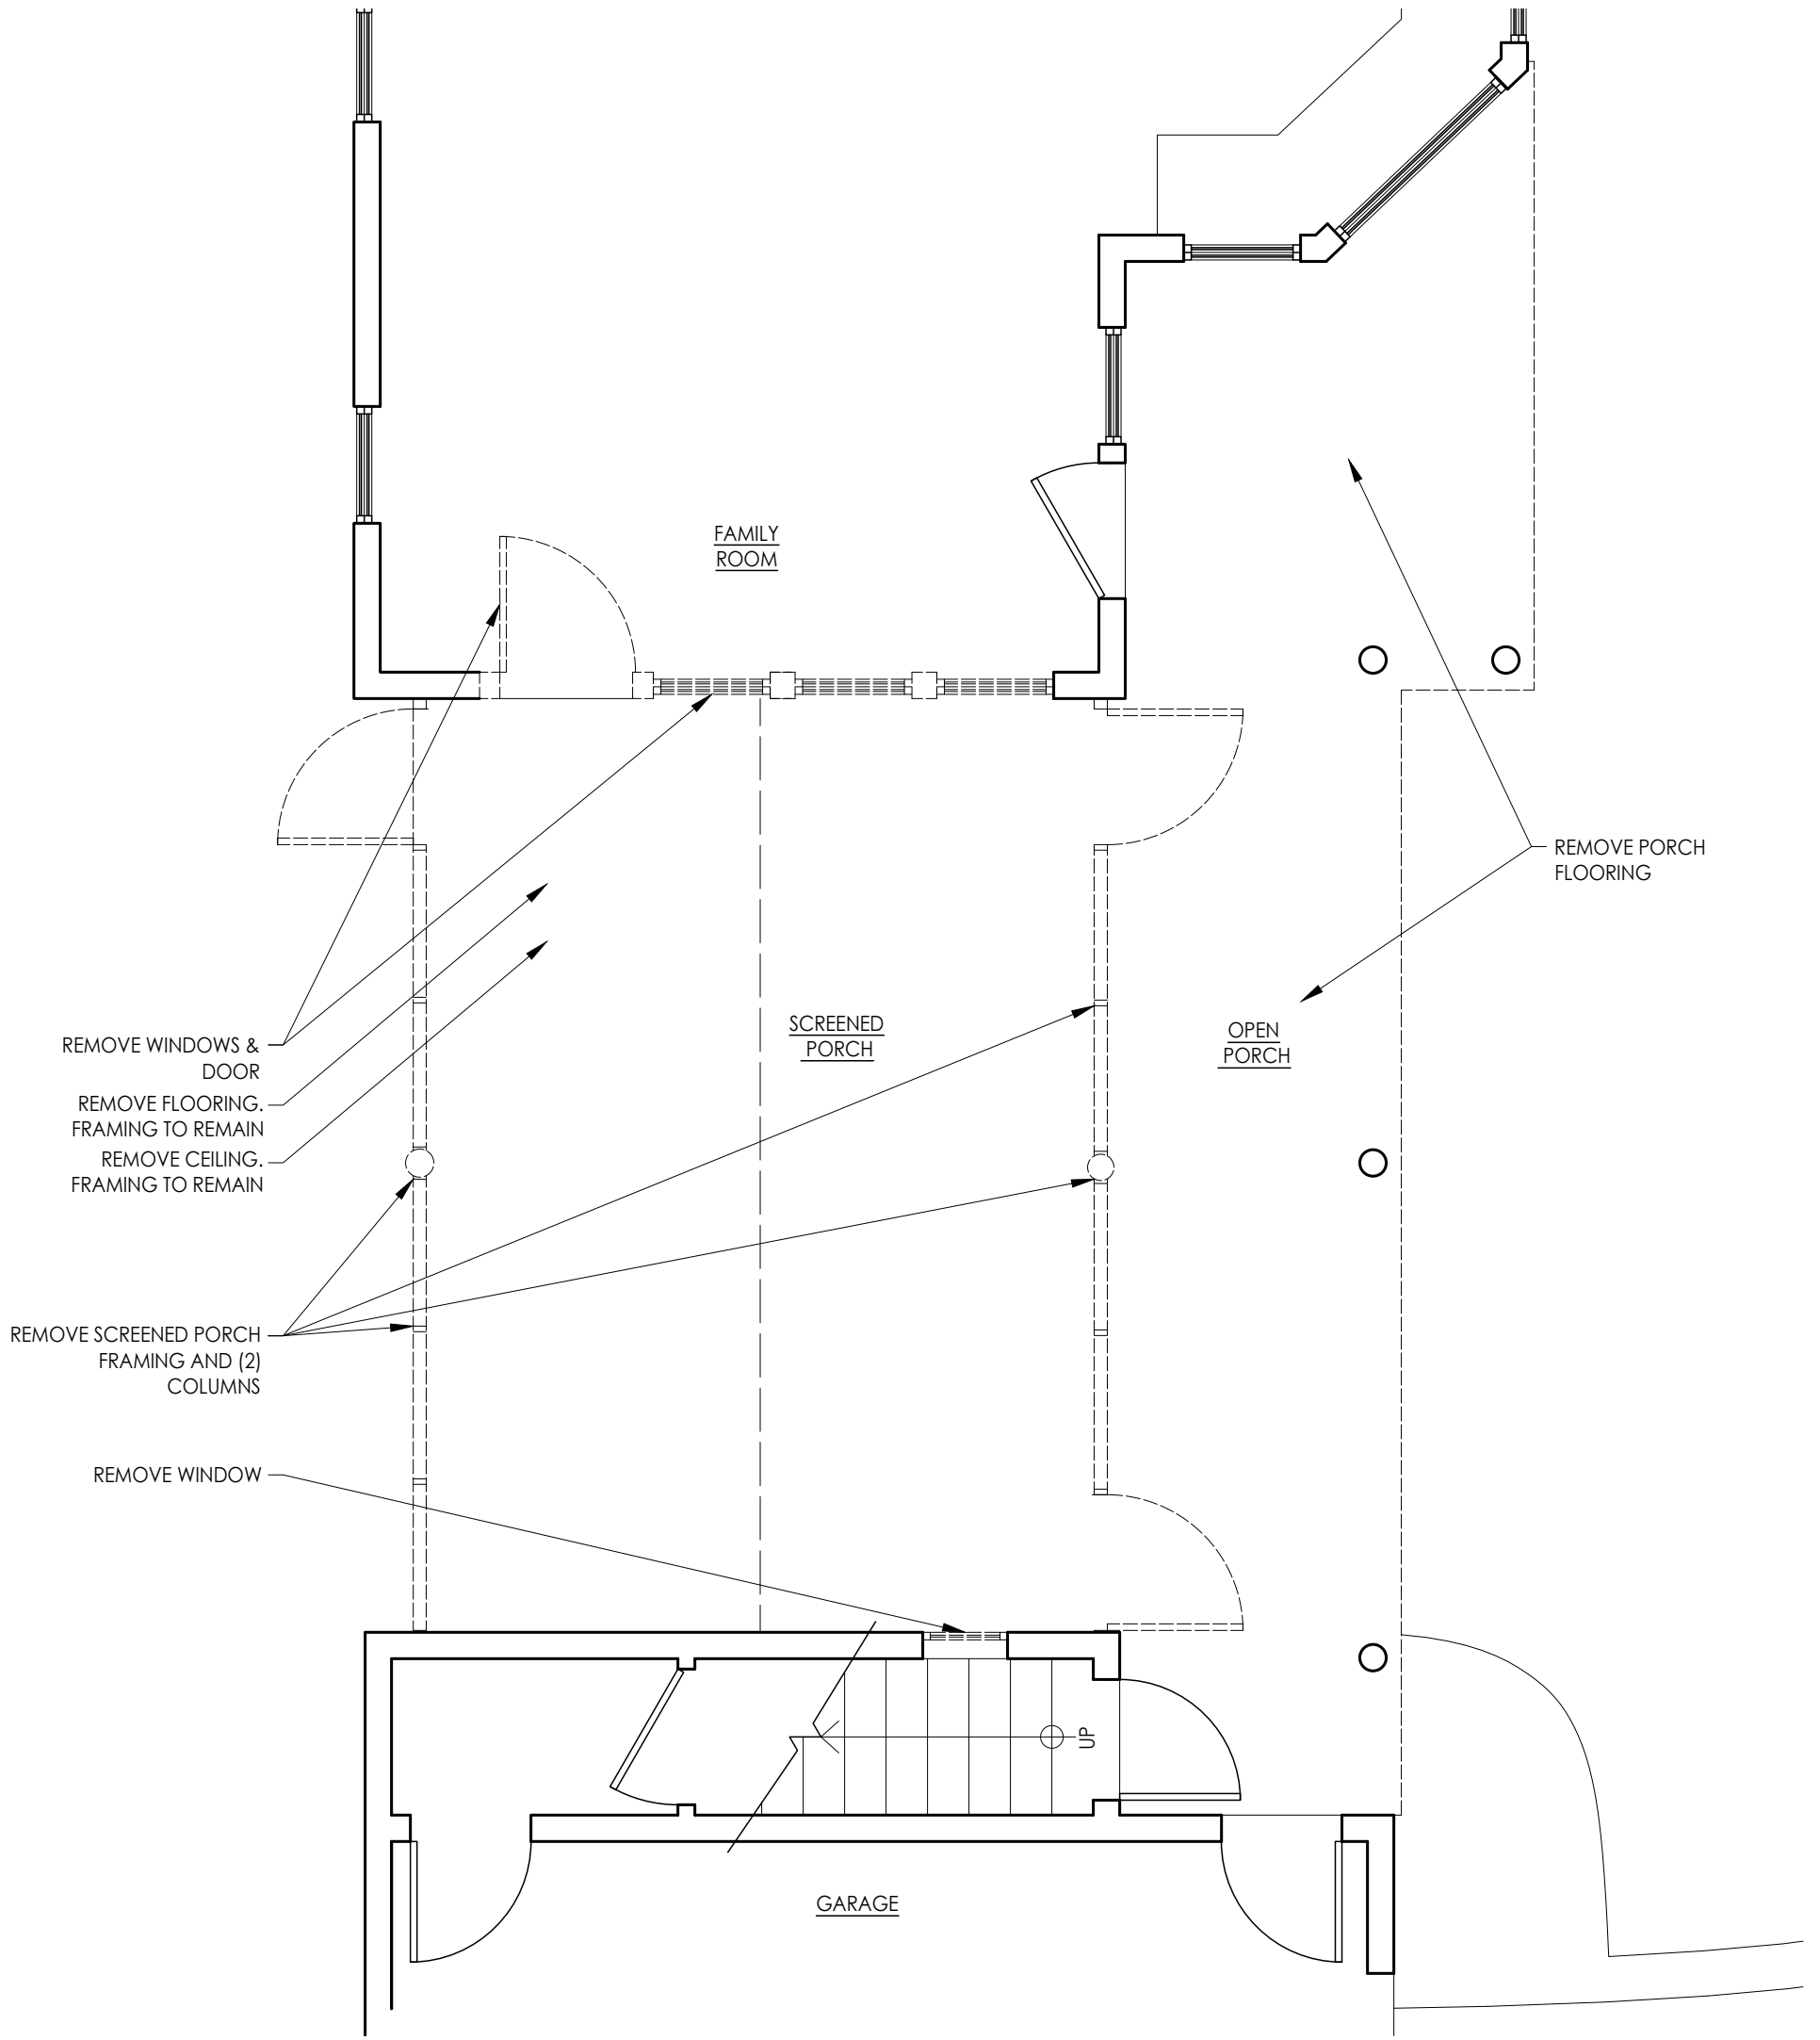 FAMILY
ROOM
REMOVE PORCH
FLOORING
SCREENED
PORCH
OPEN
PORCH
REMOVE WINDOWS &
DOOR
REMOVE FLOORING.
FRAMING TO REMAIN
REMOVE CEILING.
FRAMING TO REMAIN
REMOVE SCREENED PORCH
FRAMING AND (2)
COLUMNS
REMOVE WINDOW
UP
GARAGE